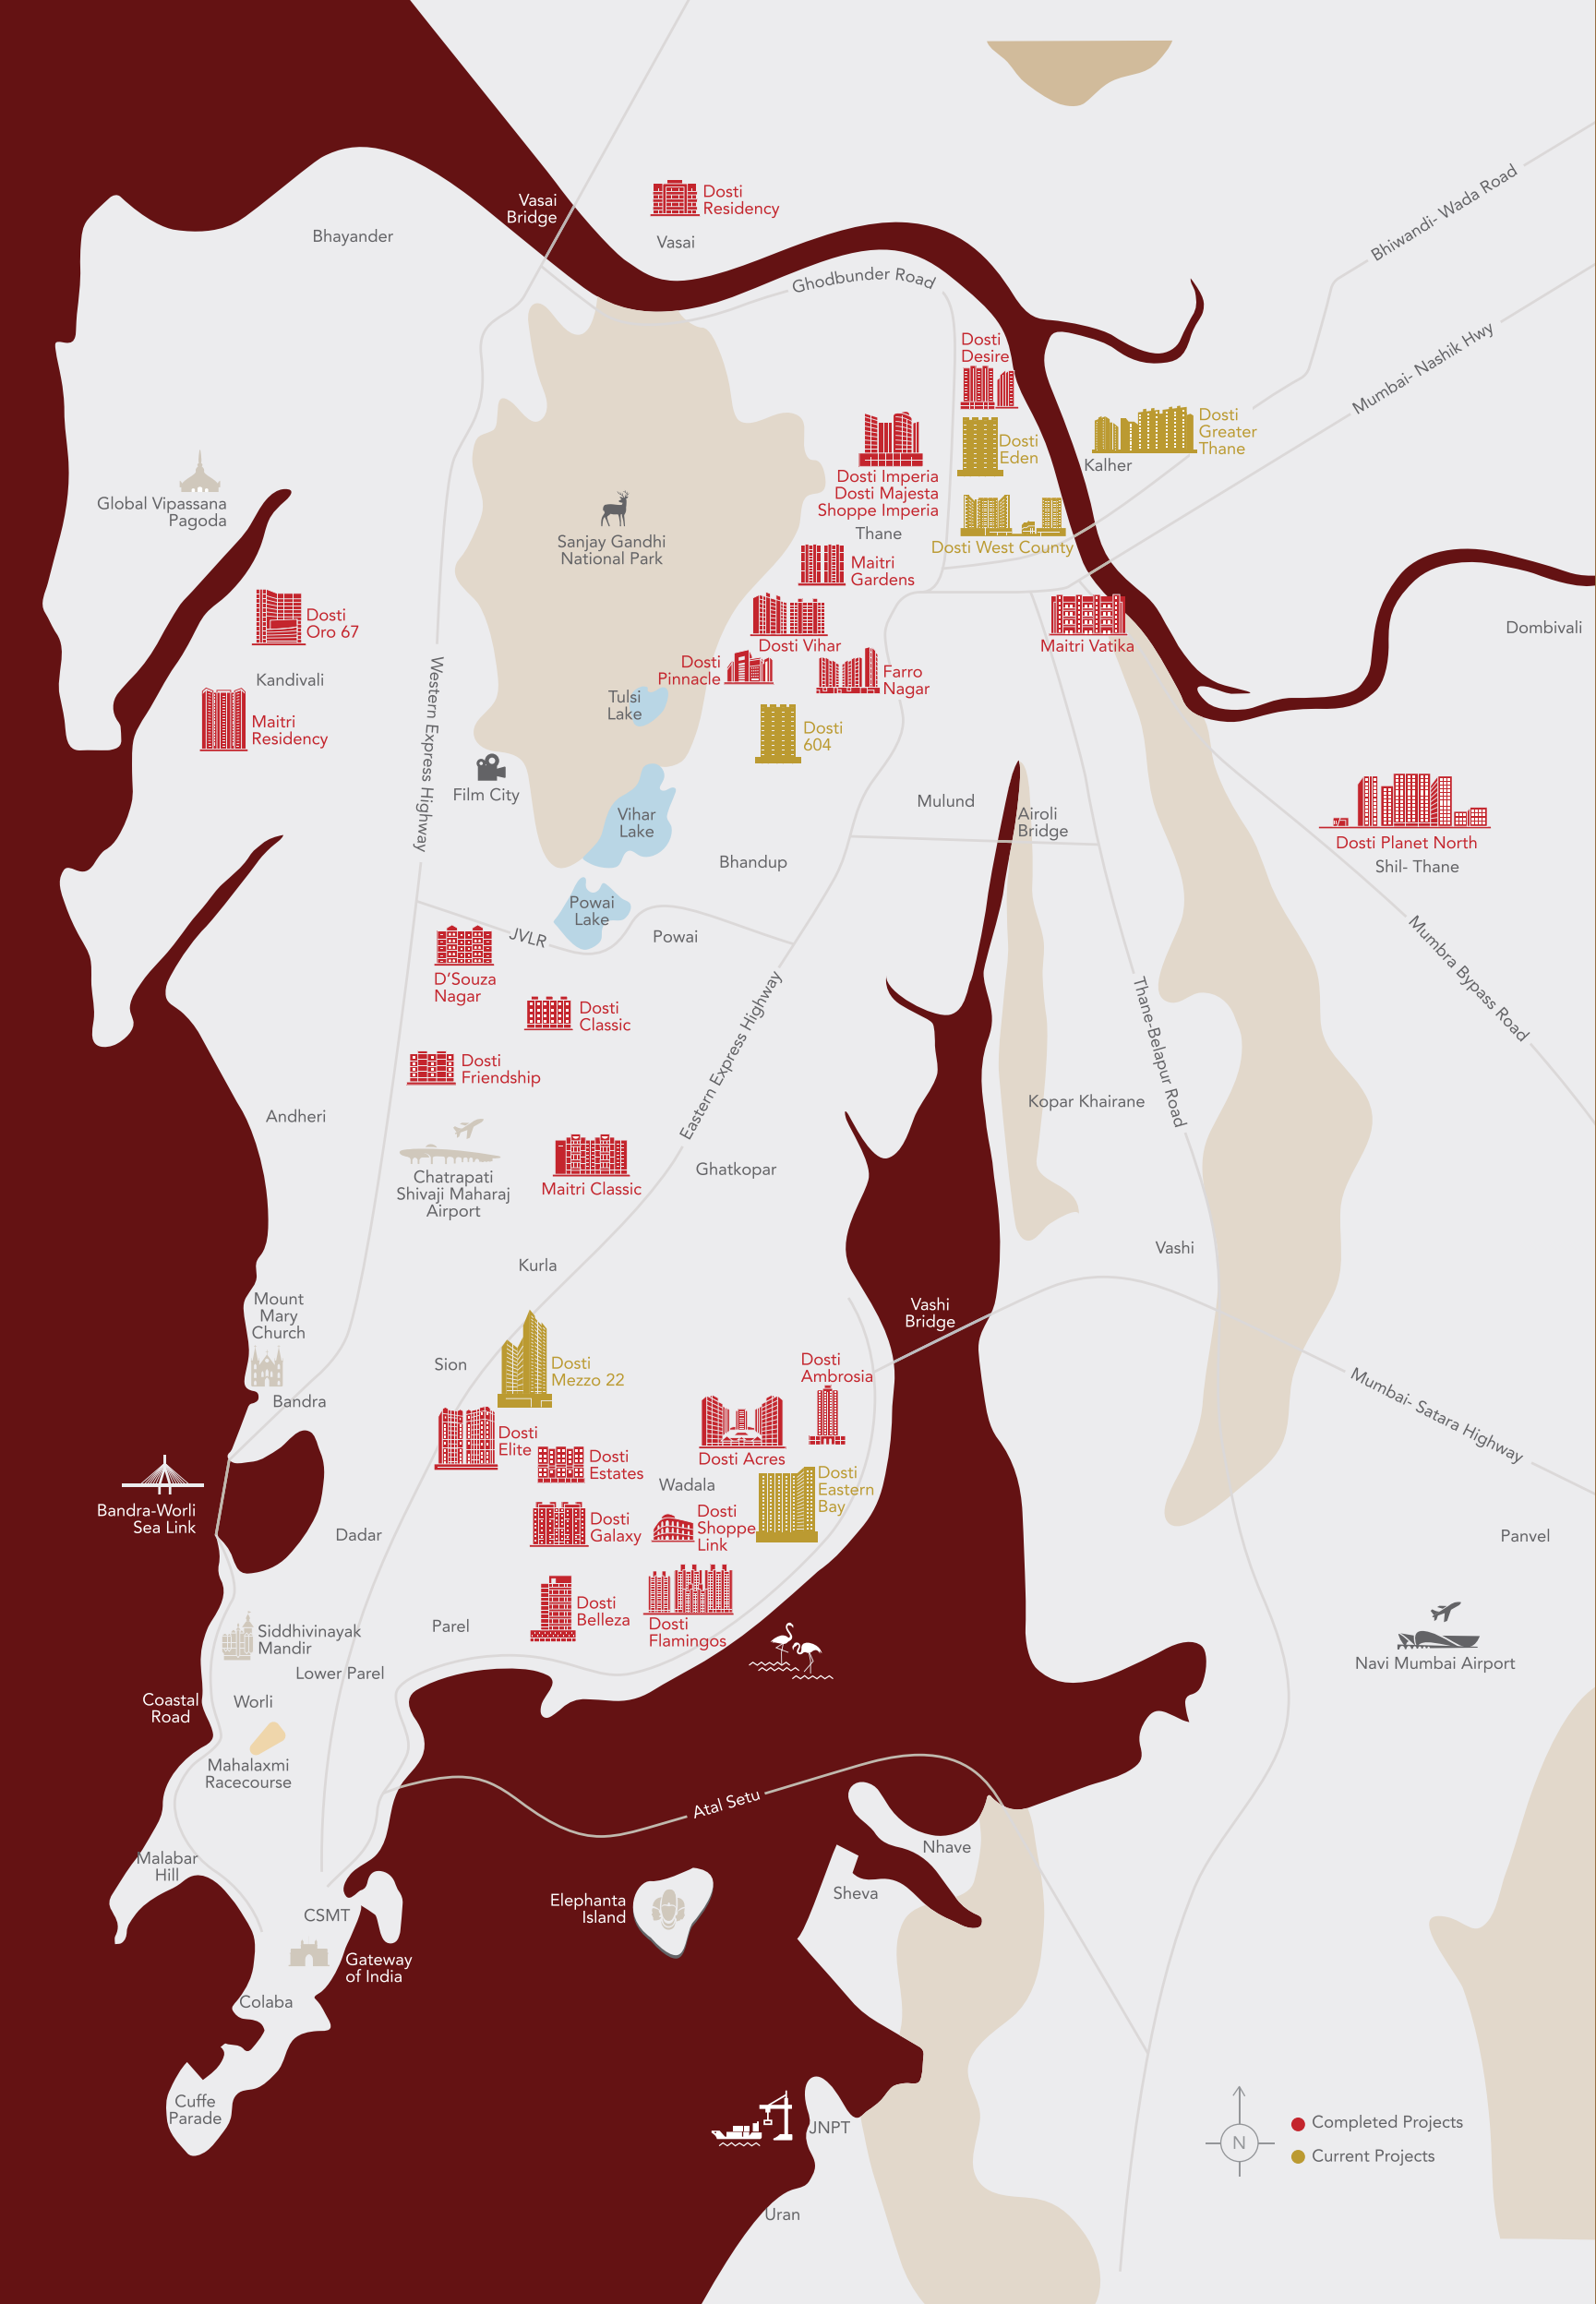 Dosti
Residency
Vasai
Bridge
Vasai
Bhayander
Bhiwandi- Wada Road
Ghodbunder Road
Mumbai- Nashik Hwy
Dosti
Desire
Dosti
Eden
Dosti
Greater
Thane
Kalher
Dosti Imperia
Dosti Majesta
Shoppe Imperia
Thane
Dosti West County
Global Vipassana
Pagoda
Sanjay Gandhi
National Park
Maitri
Gardens
Dosti
Oro 67
Dosti Vihar
Maitri Vatika
Dombivali
Kandivali
Dosti
Pinnacle
Farro
Nagar
Maitri
Residency
Western Express Highway
Tulsi
Lake
Dosti
604
Film City
Vihar
Lake
Mulund
Airoli
Bridge
Dosti Planet North
Shil- Thane
Bhandup
Powai
Lake
JVLR
Powai
Mumbra Bypass Road
D'Souza
Nagar
Dosti
Classic
Eastern Express Highway
Thane-Belapur Road
Dosti
Friendship
Andheri
Kopar Khairane
Chatrapati
Shivaji Maharaj
Airport
Maitri Classic
Ghatkopar
Kurla
Vashi
Mount
Mary
Church
Vashi
Bridge
Sion
Dosti
Mezzo 22
Dosti
Ambrosia
Bandra
Mumbai- Satara Highway
Dosti
Elite
Dosti
Estates
Dosti Acres
Wadala
Dosti
Eastern
Bay
Bandra-Worli
Sea Link
Dadar
Dosti
Galaxy
Dosti
Shoppe
Link
Panvel
Dosti
Belleza
Dosti
Flamingos
Parel
Siddhivinayak
Mandir
Lower Parel
Navi Mumbai Airport
Coastal
Road
Worli
Mahalaxmi
Racecourse
Atal Setu
Nhave
Malabar
Hill
Sheva
Elephanta
Island
CSMT
Gateway
of India
Colaba
Cuffe
Parade
JNPT
N
Completed Projects
Current Projects
Uran